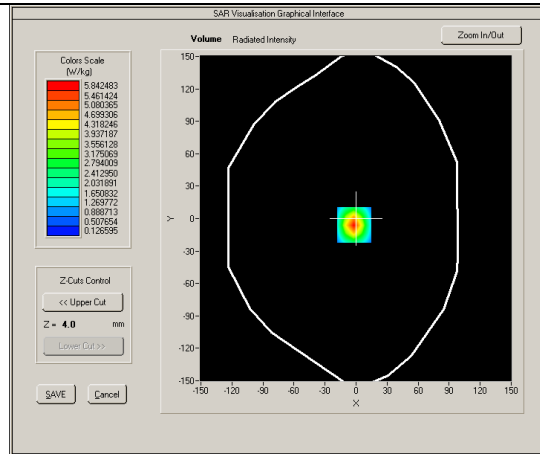 SAR Visualisation Graphical Interface
Volume Radiated Intensity
Zoom In/Out
Colors Scale
(W/kg)
5.842483
5.461424
5.080365
4.699306
4.318246
3.937187
3.556128
3.175069
2.794009
2.412950
2.031891
1.650832
1.269772
0.888713
0.507654
0.126595
Z-Cuts Control
<< Upper Cut
Z = 4.0 mm
Lower Cut >>
SAVE Cancel
150
120
90
60
30
0
-30
-60
-90
-120
-150
Y
-150 -120 -90 -60 -30 0 30 60 90 120 150
X